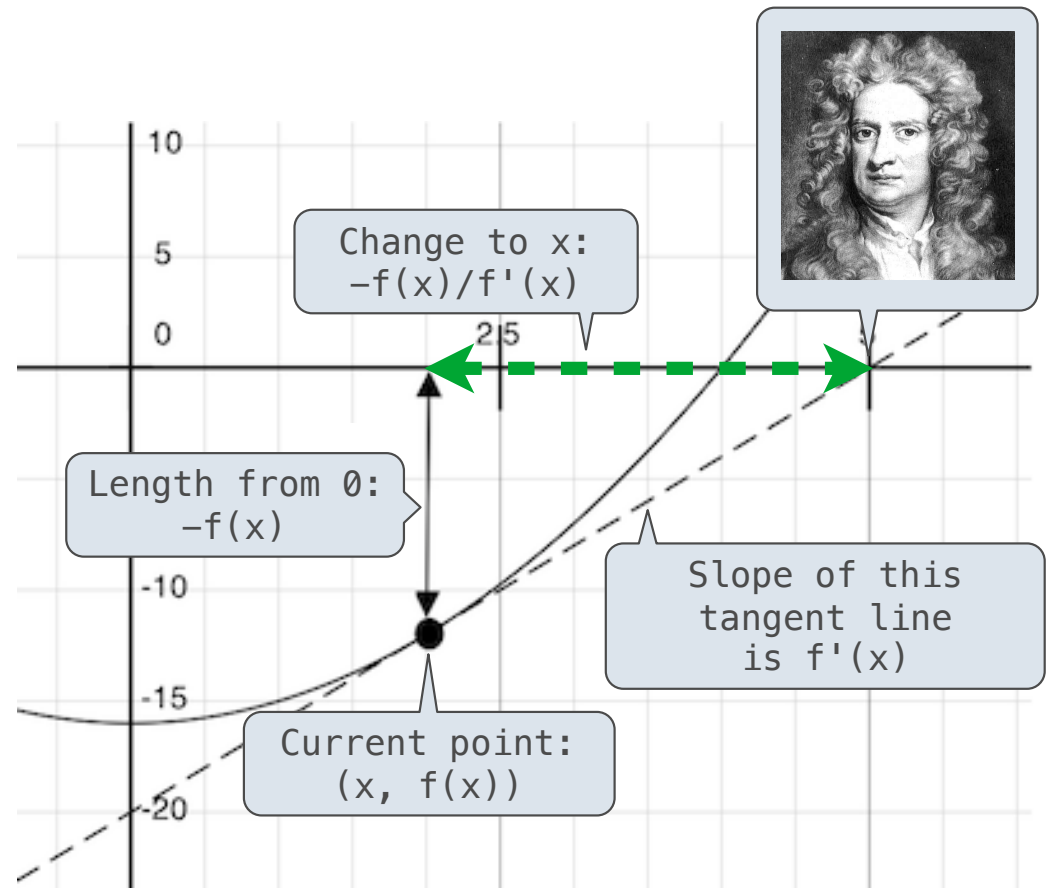 10
Change to x:
−f(x)/f'(x)
5
0
2.5
Length from 0:
−f(x)
-10
Slope of this
tangent line
is f'(x)
-15
Current point:
(x, f(x))
-20